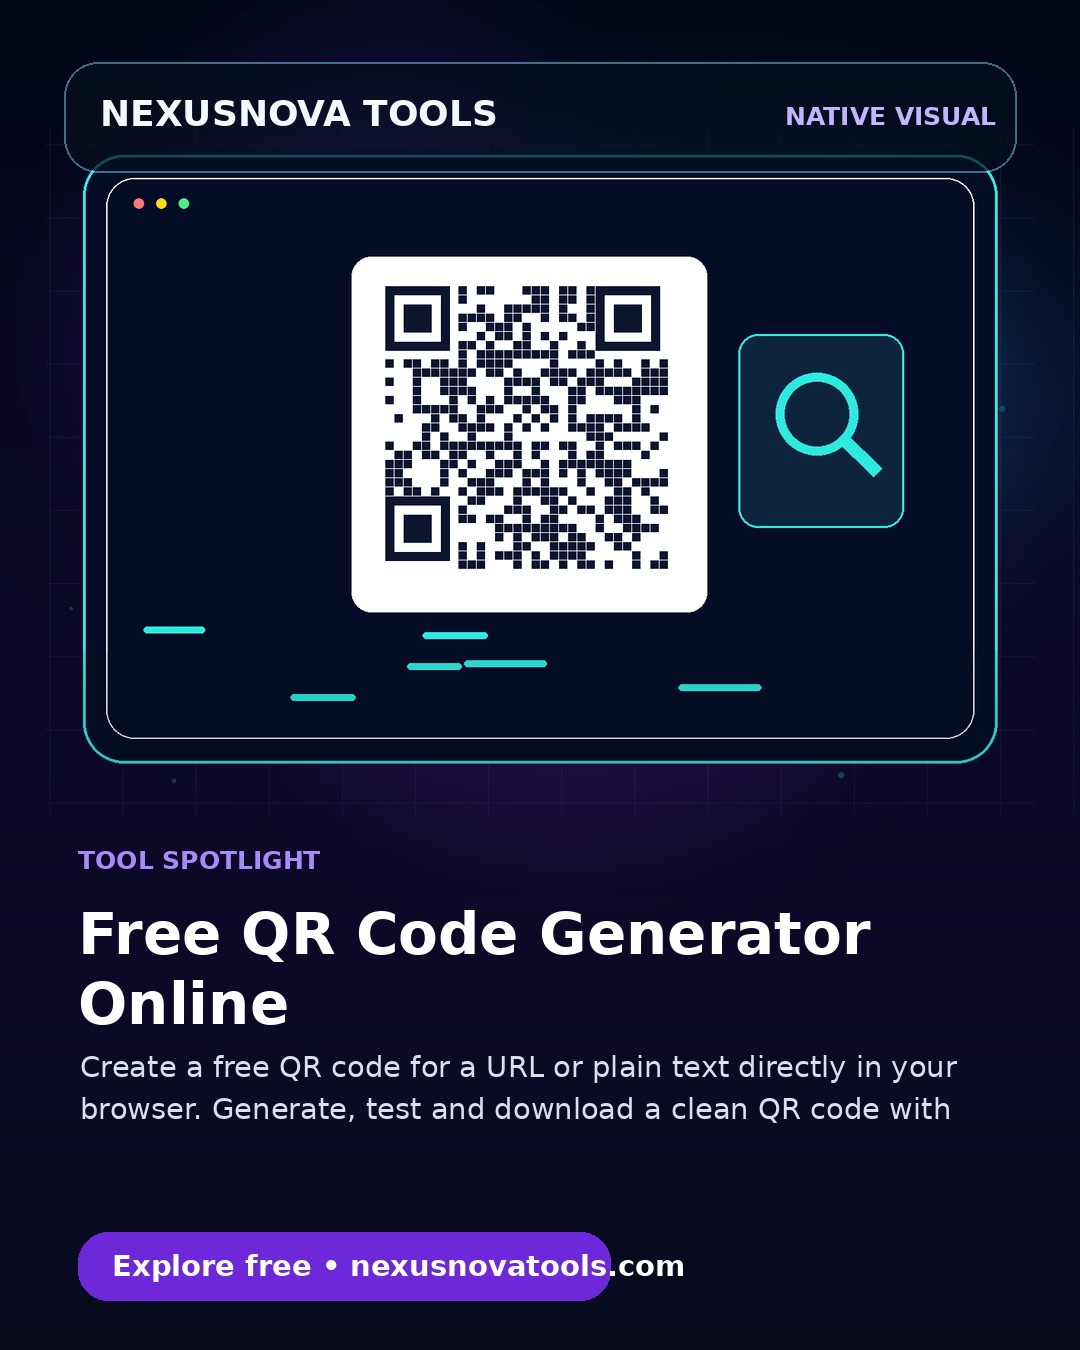 NEXUSNOVA TOOLS
NATIVE VISUAL
TOOL SPOTLIGHT
Free QR Code Generator
Online
Create a free QR code for a URL or plain text directly in your
browser. Generate, test and download a clean QR code with
Explore free • nexusnovatools.com